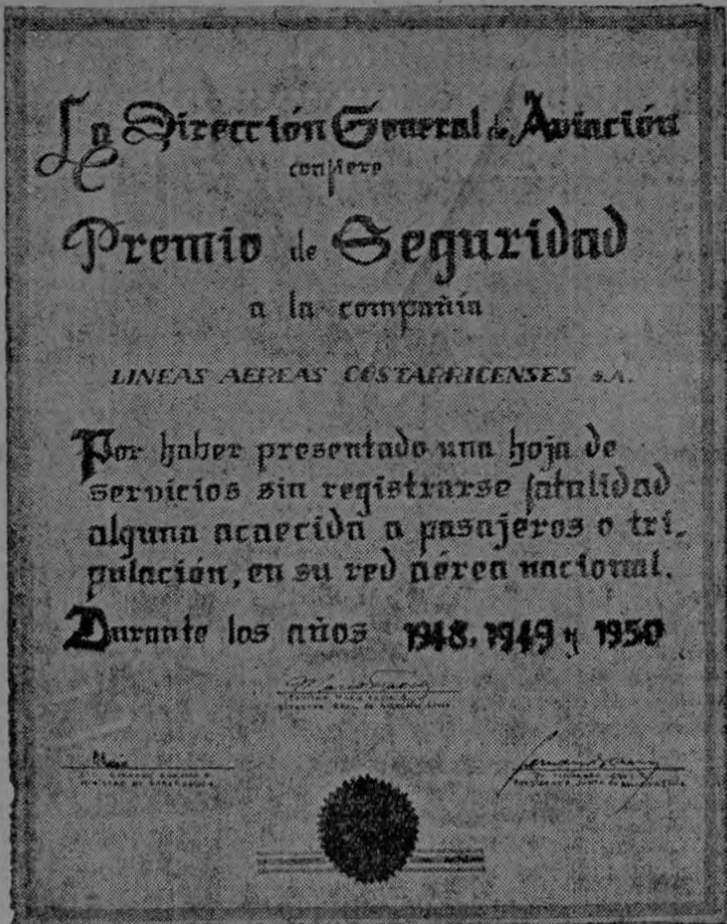 La Dirección General de Aviación
confiere
Premio de Seguridad
a la compañía
LINEAS AEREAS COSTARRICENSES S.A.
Por haber presentado una hoja de
servicios sin registrarse fatalidad
alguna acaecida a pasajeros o tri-
pulación, en su red aérea nacional.
Durante los años 1948, 1949 y 1950